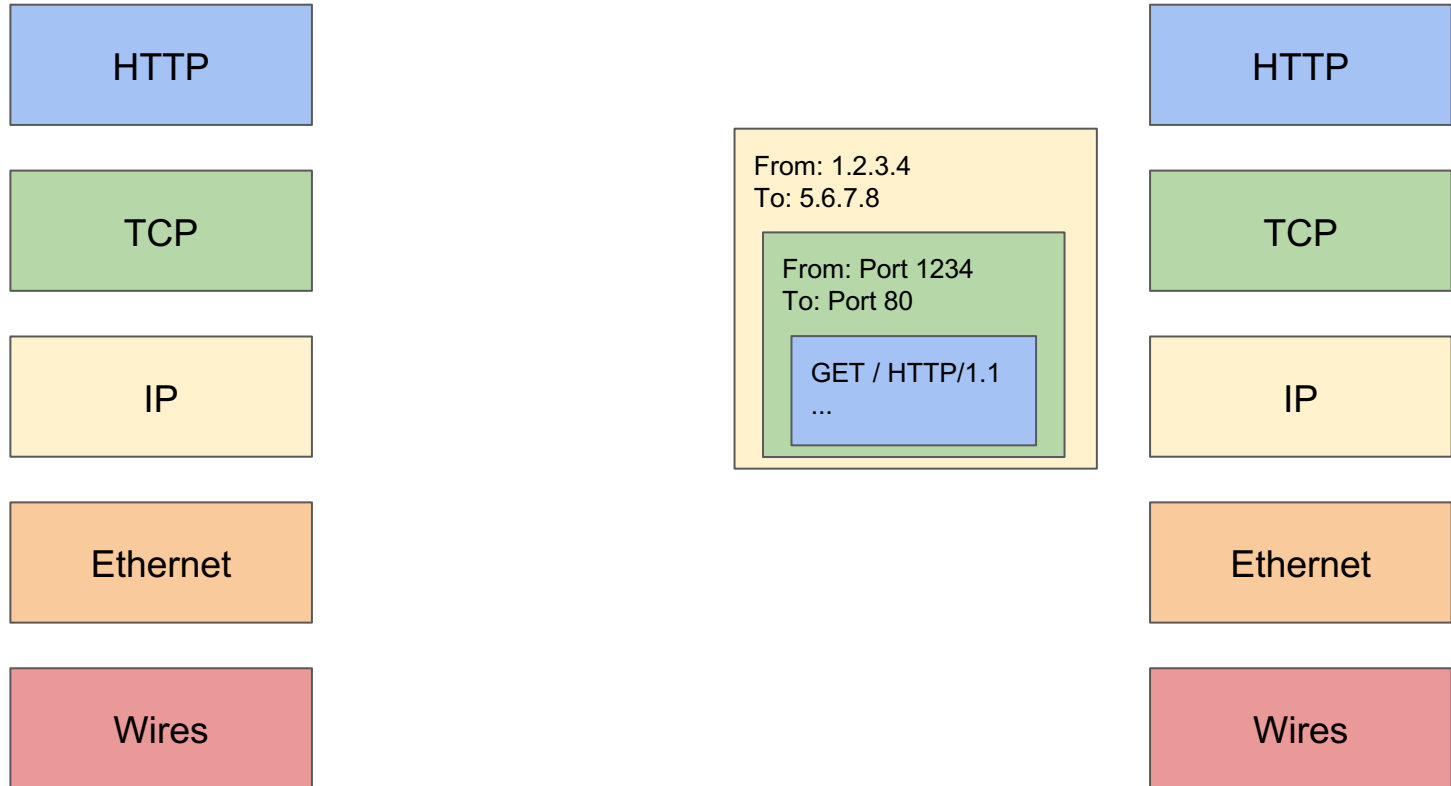 HTTP
TCP
IP
Ethernet
Wires
From: 1.2.3.4
To: 5.6.7.8
From: Port 1234
To: Port 80
GET / HTTP/1.1
...
HTTP
TCP
IP
Ethernet
Wires